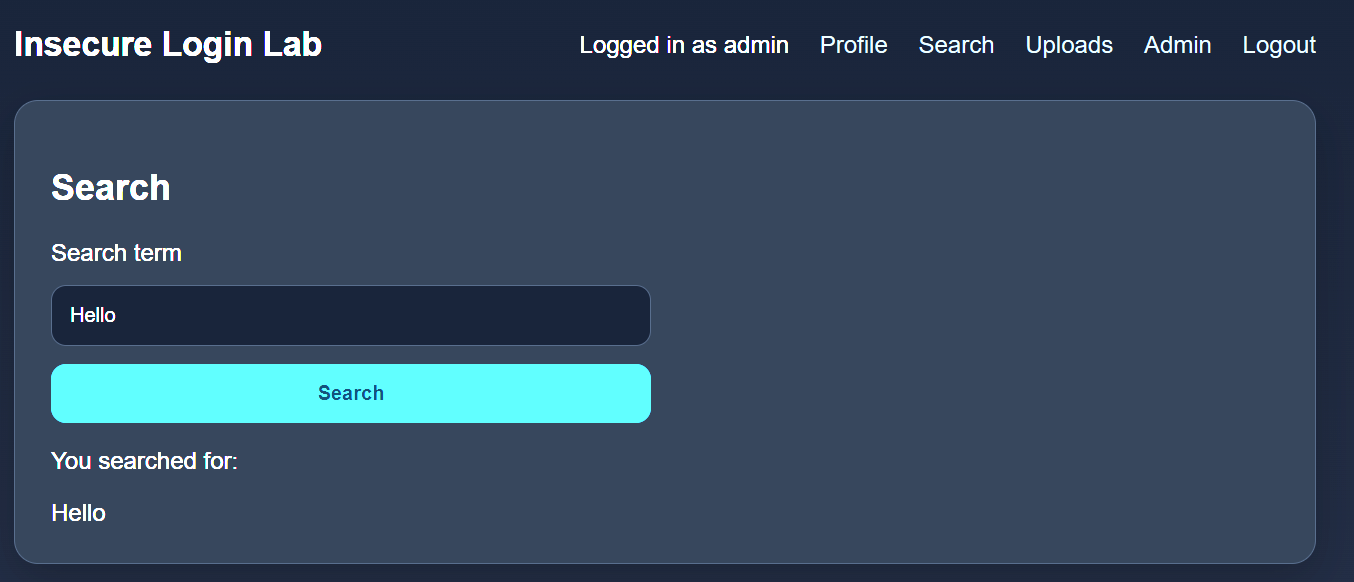 Insecure Login Lab
Logged in as admin Profile Search Uploads Admin Logout
Search
Search term
Hello
Search
You searched for:
Hello